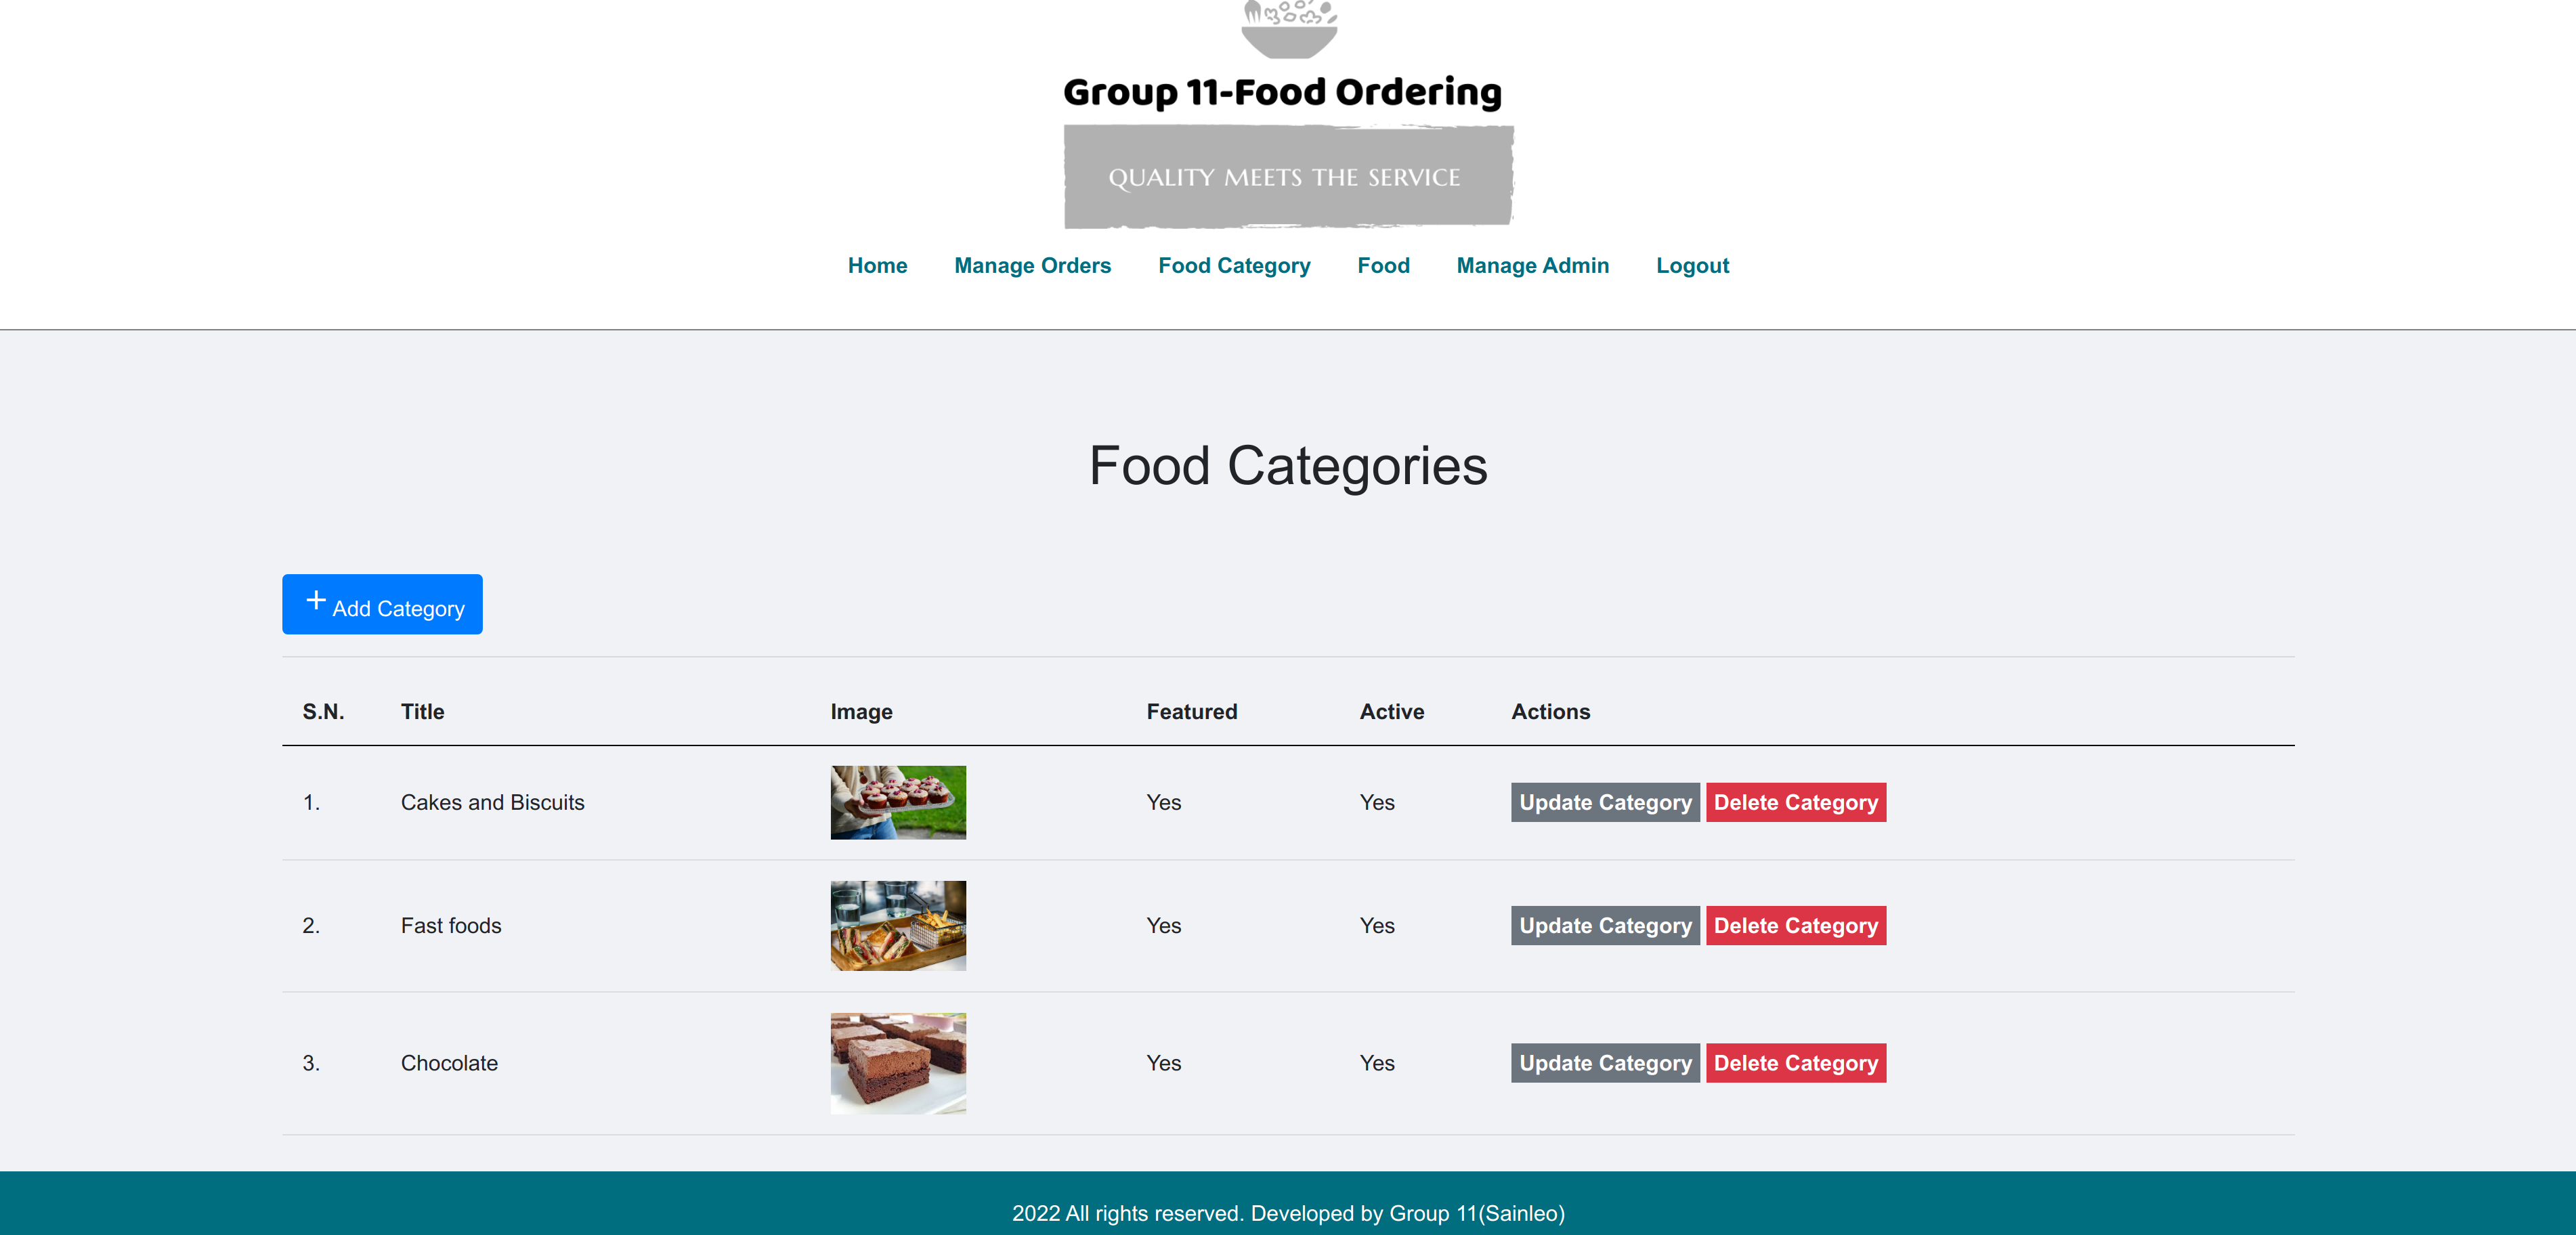 Group 11-Food Ordering
QUALITY MEETS THE SERVICE
Home Manage Orders Food Category Food Manage Admin Logout
Food Categories
+ Add Category
S.N. Title Image Featured Active Actions
1. Cakes and Biscuits Yes Yes Update Category Delete Category
2. Fast foods Yes Yes Update Category Delete Category
3. Chocolate Yes Yes Update Category Delete Category
2022 All rights reserved. Developed by Group 11(Sainleo)